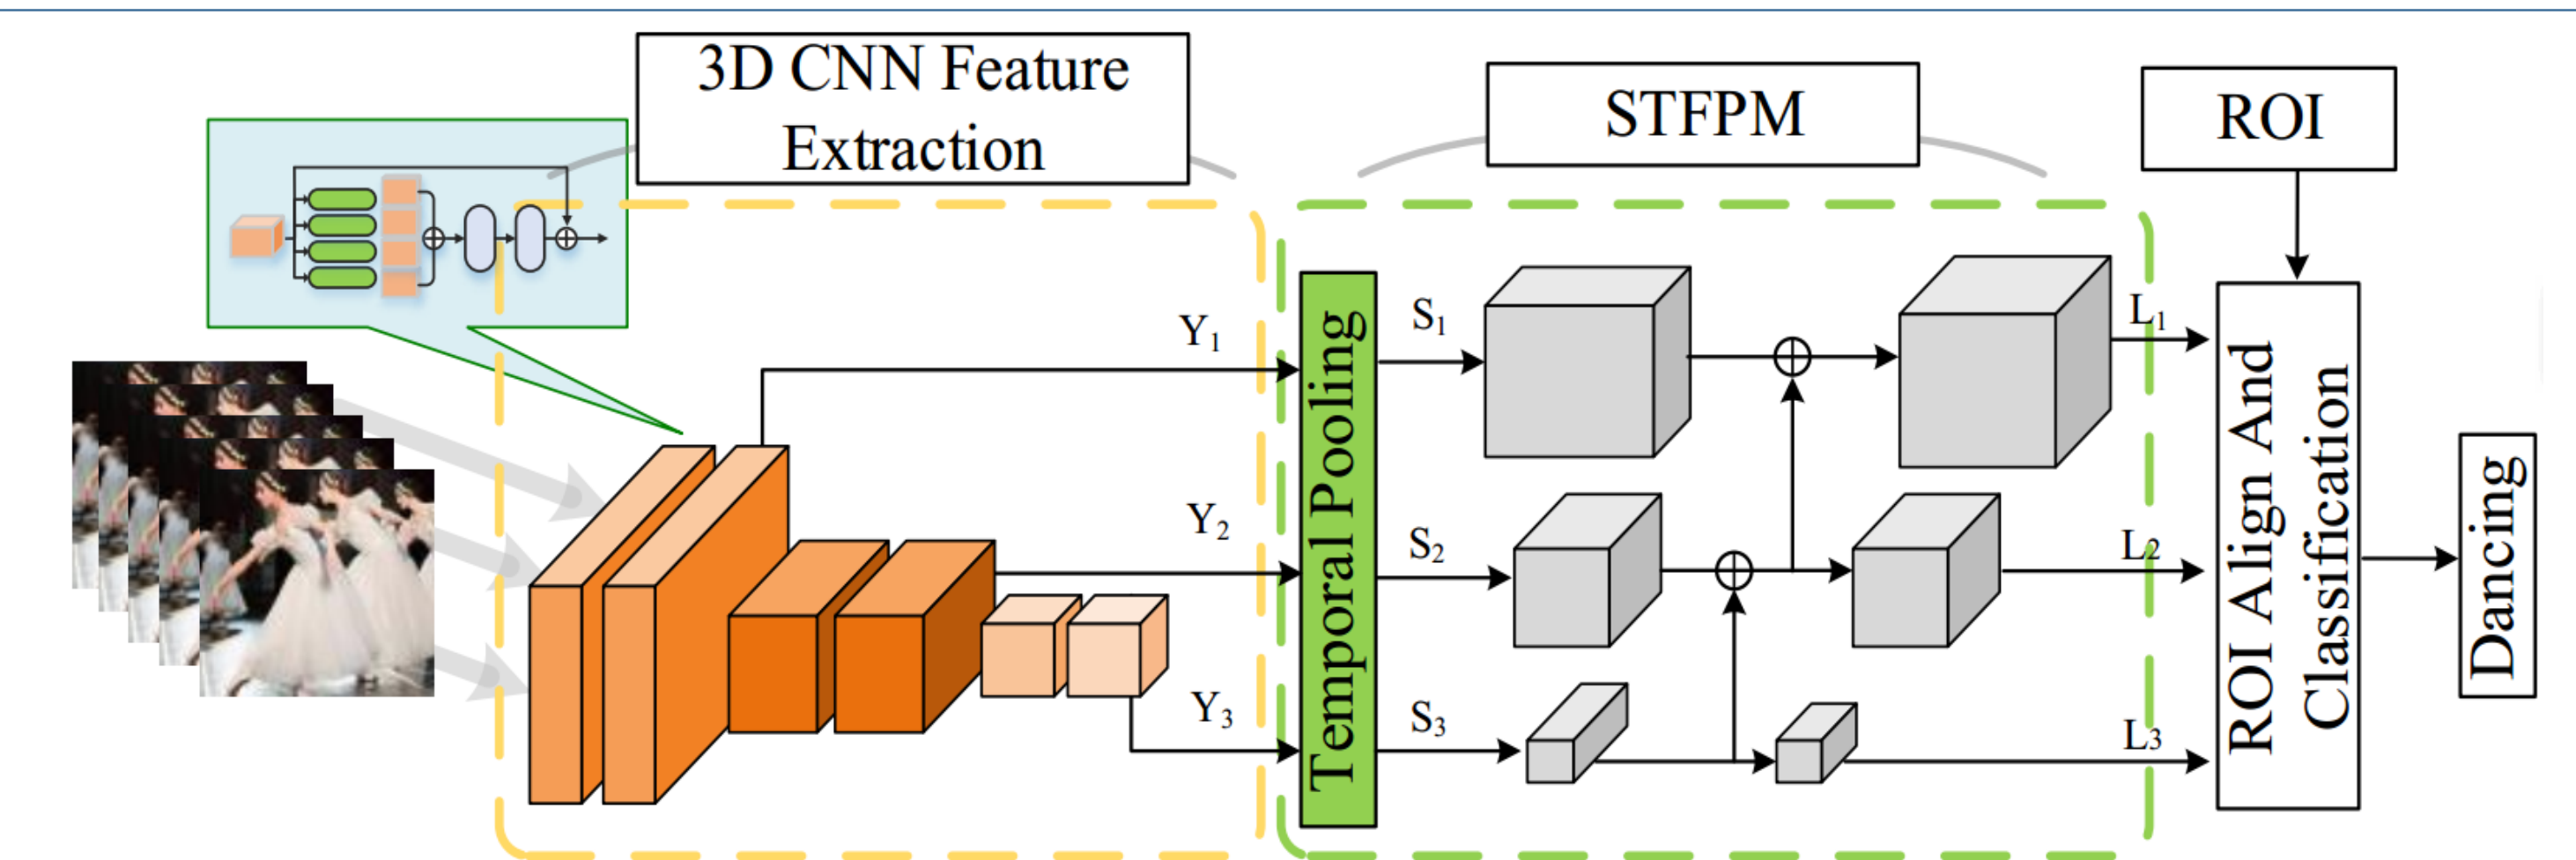 3D CNN Feature
Extraction
STFPM
ROI
Y1
Y2
Y3
Temporal Pooling
S1
S2
S3
L1
L2
L3
ROI Align And
Classification
Dancing